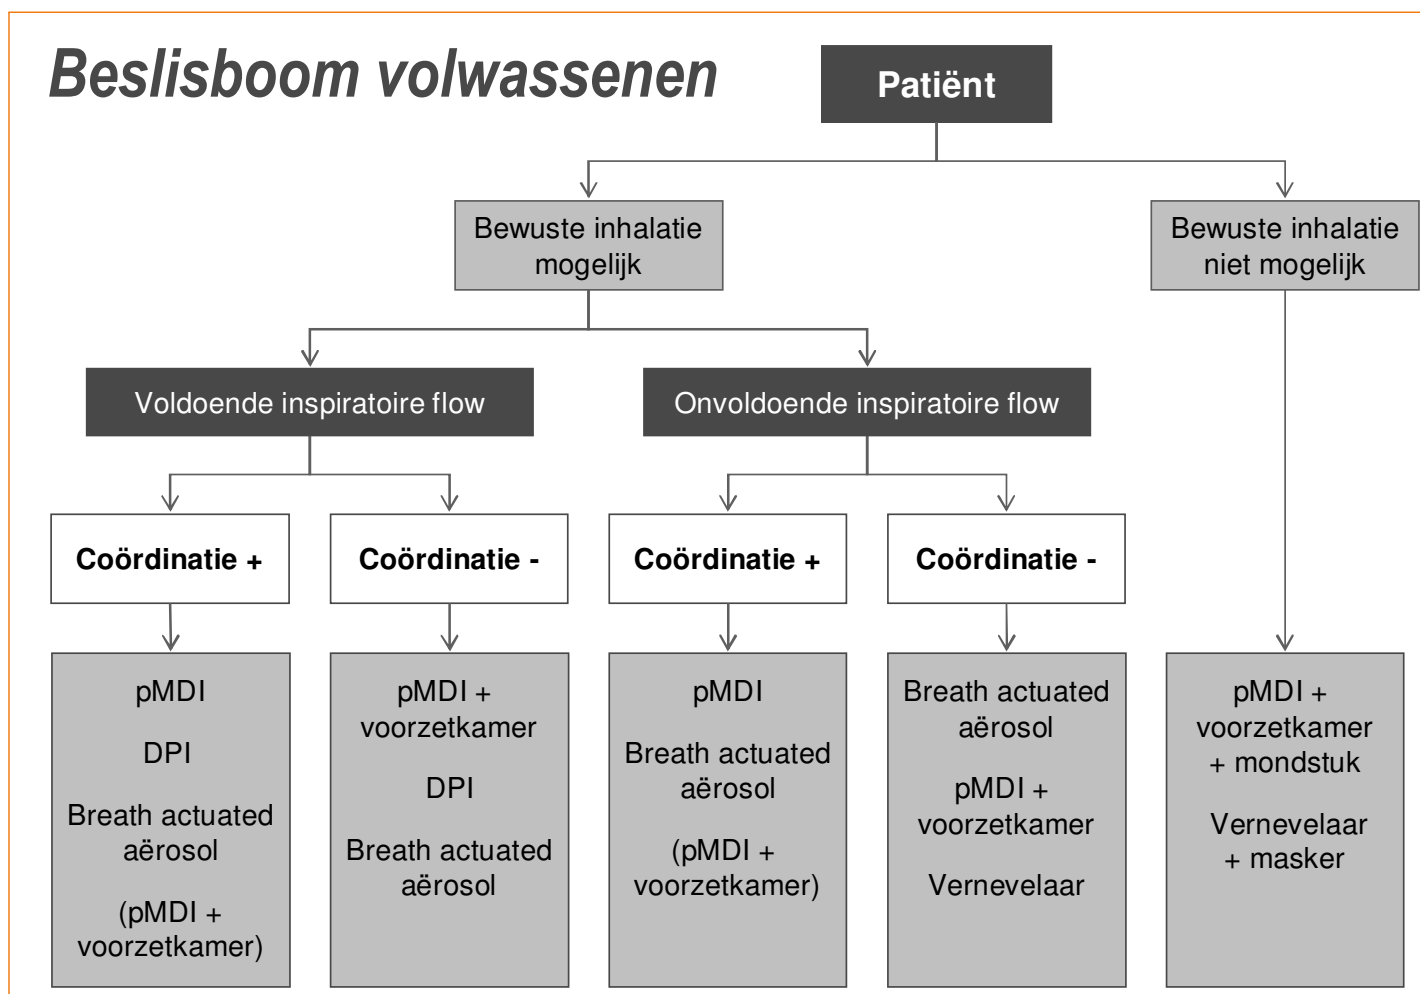 Beslisboom volwassenen
Patiënt
Bewuste inhalatie
mogelijk
Bewuste inhalatie
niet mogelijk
Voldoende inspiratoire flow
Onvoldoende inspiratoire flow
Coördinatie +
Coördinatie -
Coördinatie +
Coördinatie -
pMDI
DPI
Breath actuated
aërosol
(pMDI +
voorzetkamer)
pMDI +
voorzetkamer
DPI
Breath actuated
aërosol
pMDI
Breath actuated
aërosol
(pMDI +
voorzetkamer)
Breath actuated
aërosol
pMDI +
voorzetkamer
Vernevelaar
pMDI +
voorzetkamer
+ mondstuk
Vernevelaar
+ masker